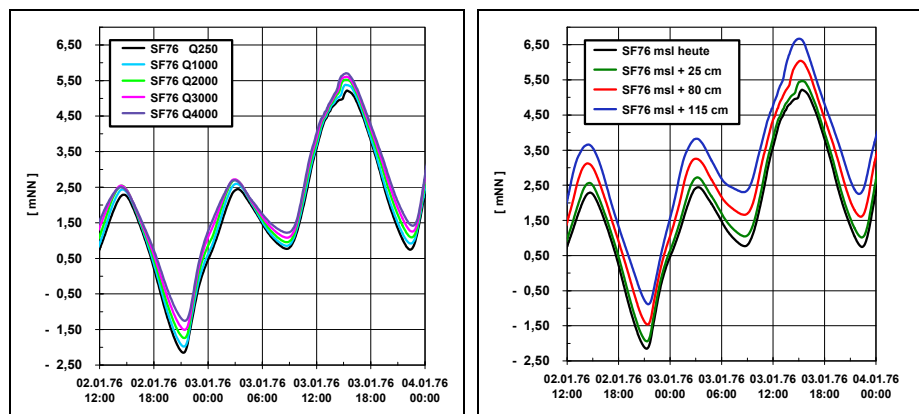 6,50
5,50
4,50
3,50
2,50
1,50
0,50
- 0,50
- 1,50
- 2,50
[ mNN ]
SF76 Q250
SF76 Q1000
SF76 Q2000
SF76 Q3000
SF76 Q4000
02.01.76 02.01.76 03.01.76 03.01.76 03.01.76 03.01.76 04.01.76
12:00 18:00 00:00 06:00 12:00 18:00 00:00
6,50
5,50
4,50
3,50
2,50
1,50
0,50
- 0,50
- 1,50
- 2,50
[ mNN ]
SF76 msl heute
SF76 msl + 25 cm
SF76 msl + 80 cm
SF76 msl + 115 cm
02.01.76 02.01.76 03.01.76 03.01.76 03.01.76 03.01.76 04.01.76
12:00 18:00 00:00 06:00 12:00 18:00 00:00